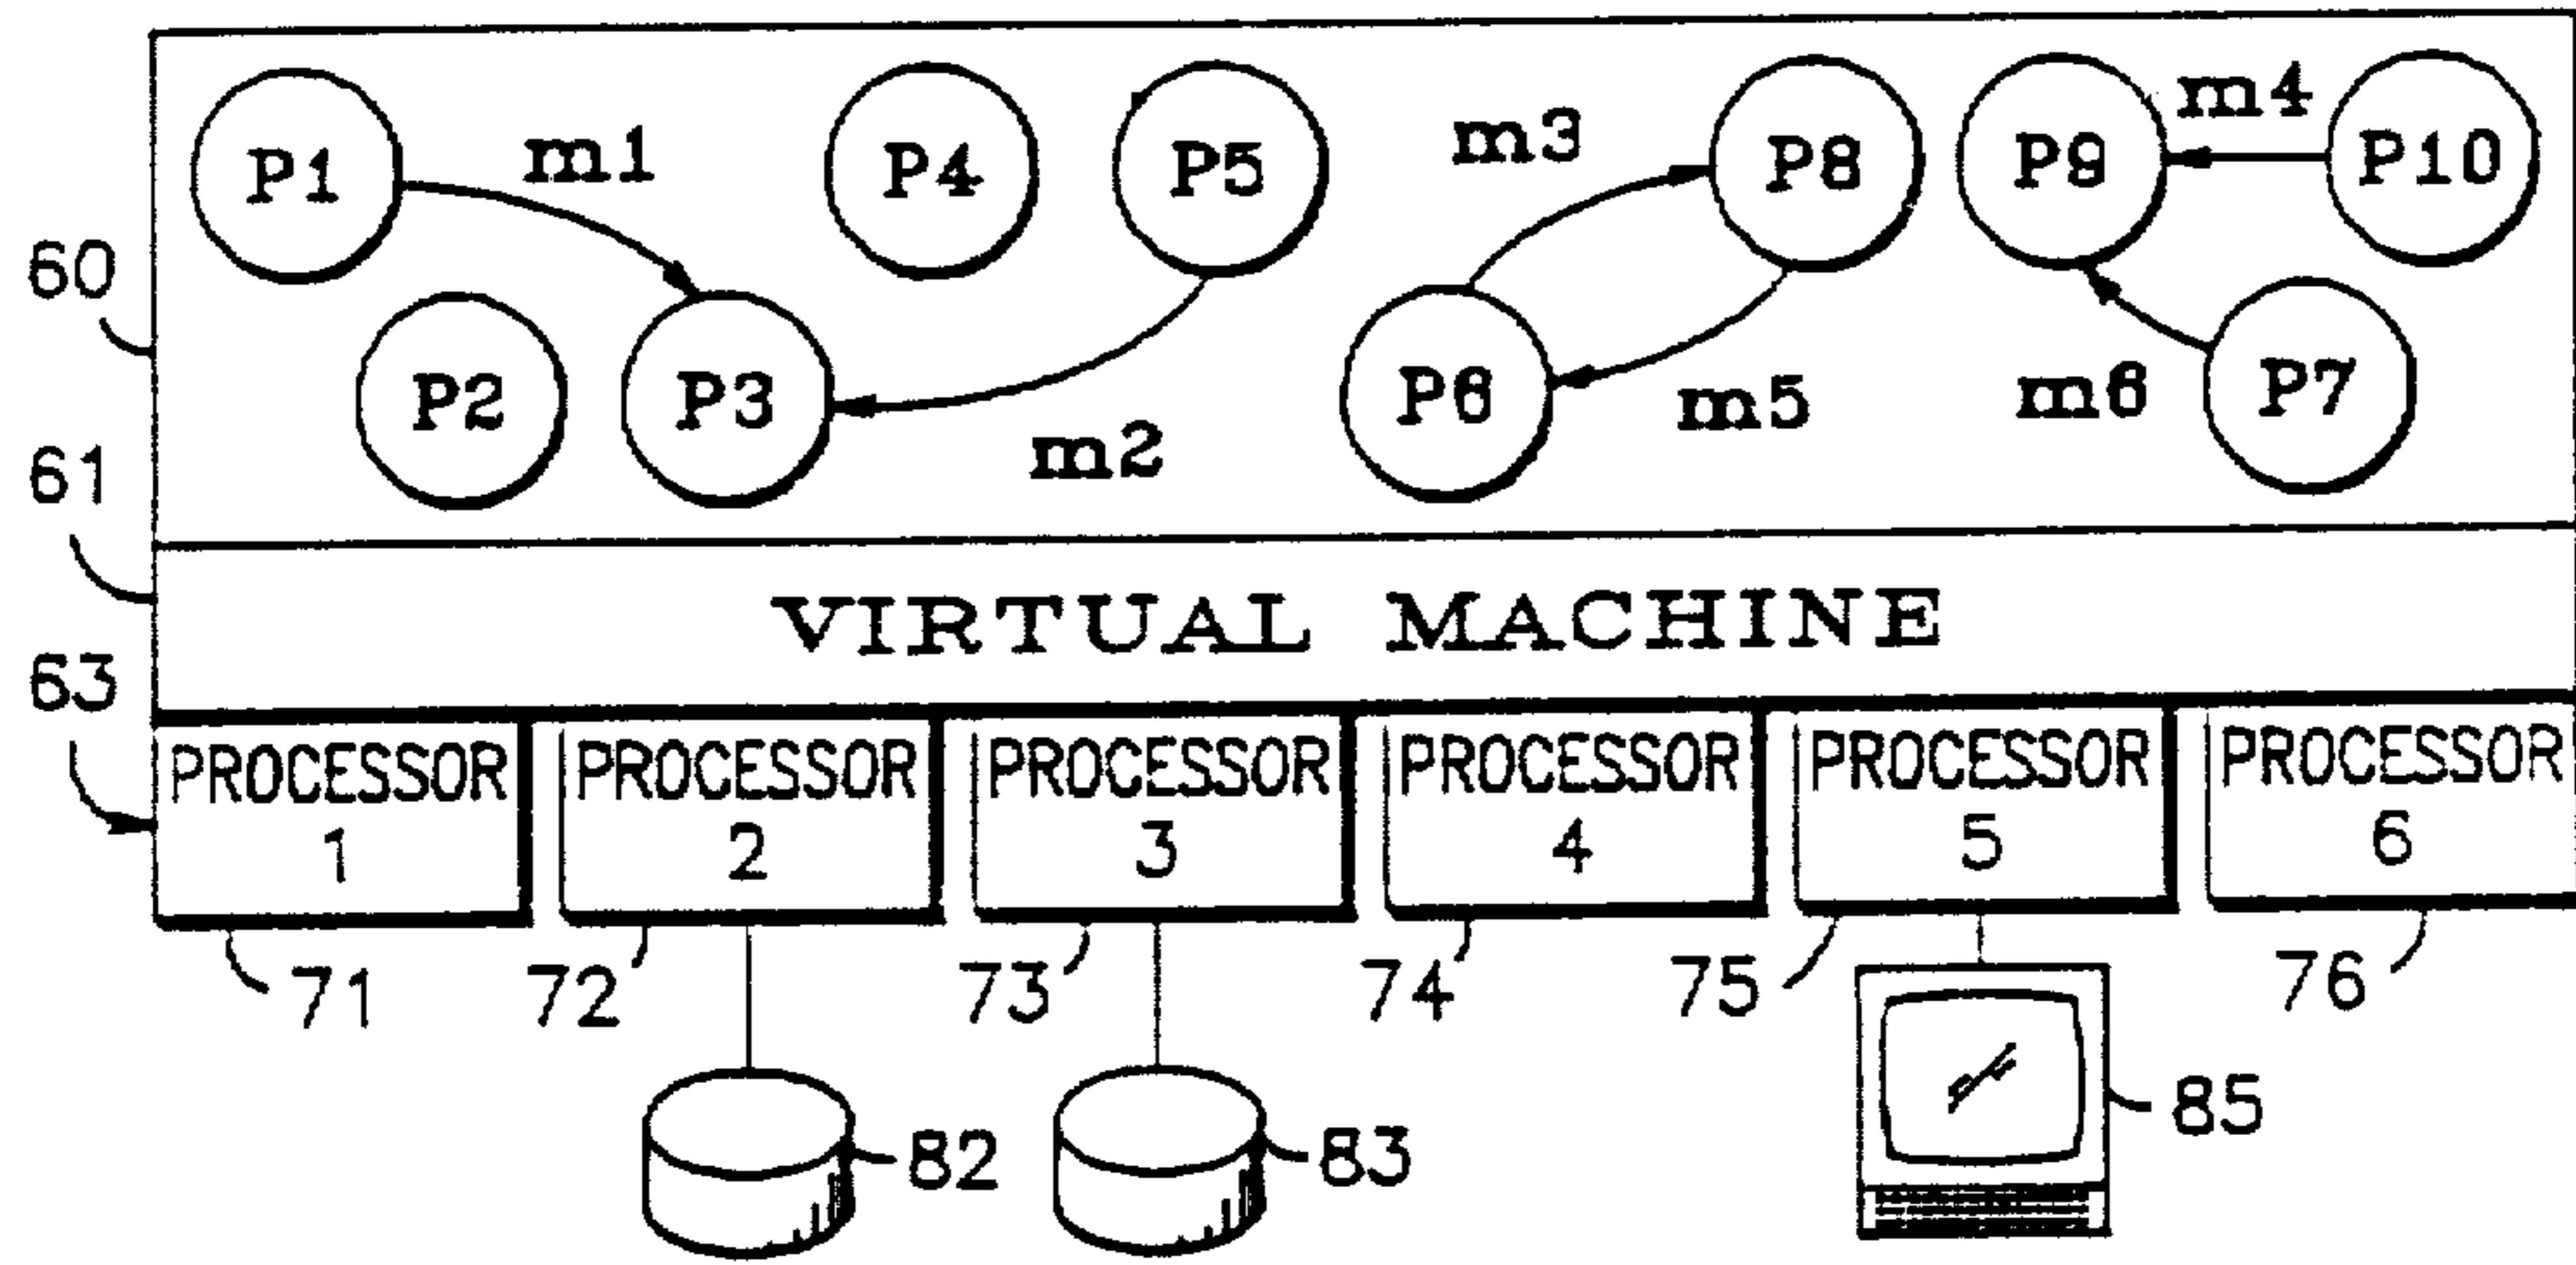 P1 m1 P4 P5 m3 P8 P9 m4 P10
60
P2 P3 m2 P6 m5 m6 P7
61
VIRTUAL MACHINE
63
PROCESSOR 1
PROCESSOR 2
PROCESSOR 3
PROCESSOR 4
PROCESSOR 5
PROCESSOR 6
71 72 73 74 75 76
82 83 85